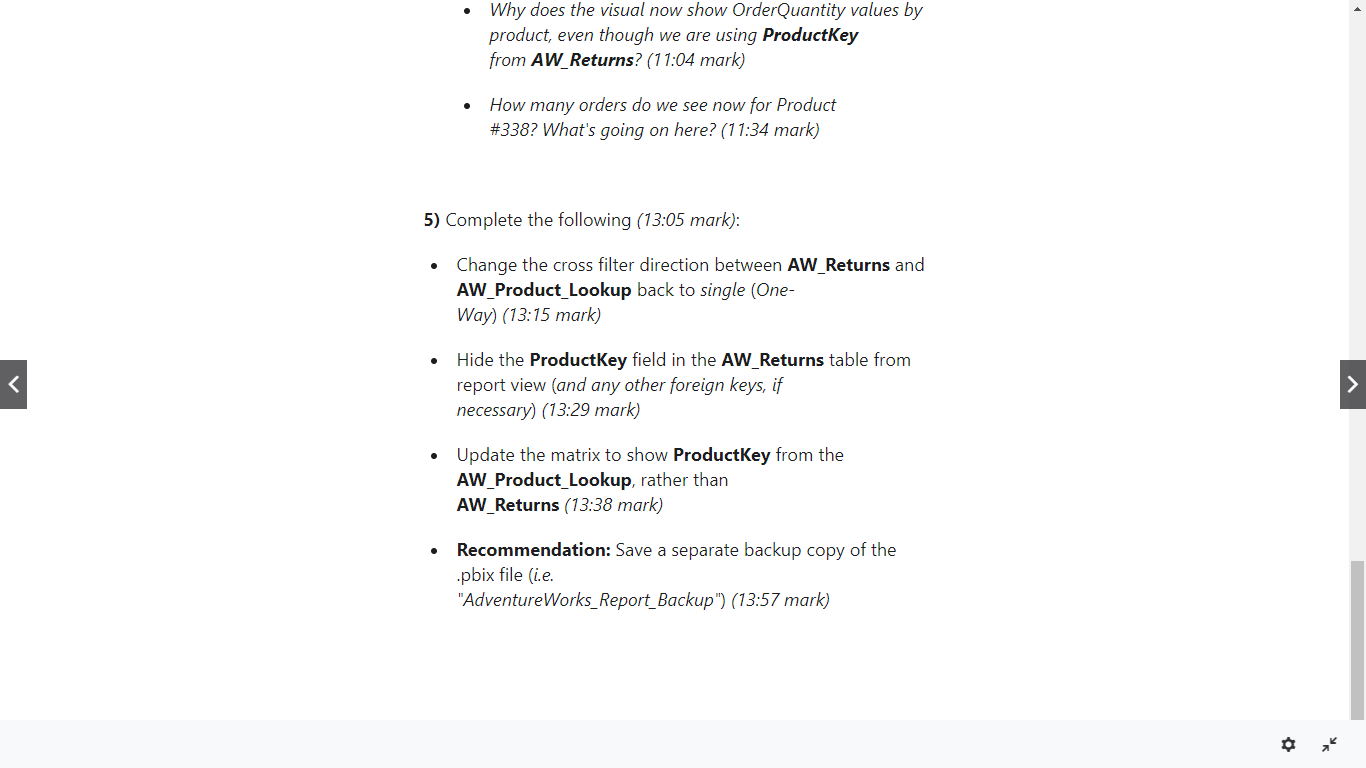 Why does the visual now show OrderQuantity values by
product, even though we are using ProductKey
from AW_Returns? (11:04 mark)
How many orders do we see now for Product
#338? What's going on here? (11:34 mark)
5) Complete the following (13:05 mark):
Change the cross filter direction between AW_Returns and
AW_Product_Lookup back to single (One-
Way) (13:15 mark)
Hide the ProductKey field in the AW_Returns table from
report view (and any other foreign keys, if
necessary) (13:29 mark)
Update the matrix to show ProductKey from the
AW_Product_Lookup, rather than
AW_Returns (13:38 mark)
Recommendation: Save a separate backup copy of the
.pbix file (i.e.
"AdventureWorks_Report_Backup") (13:57 mark)